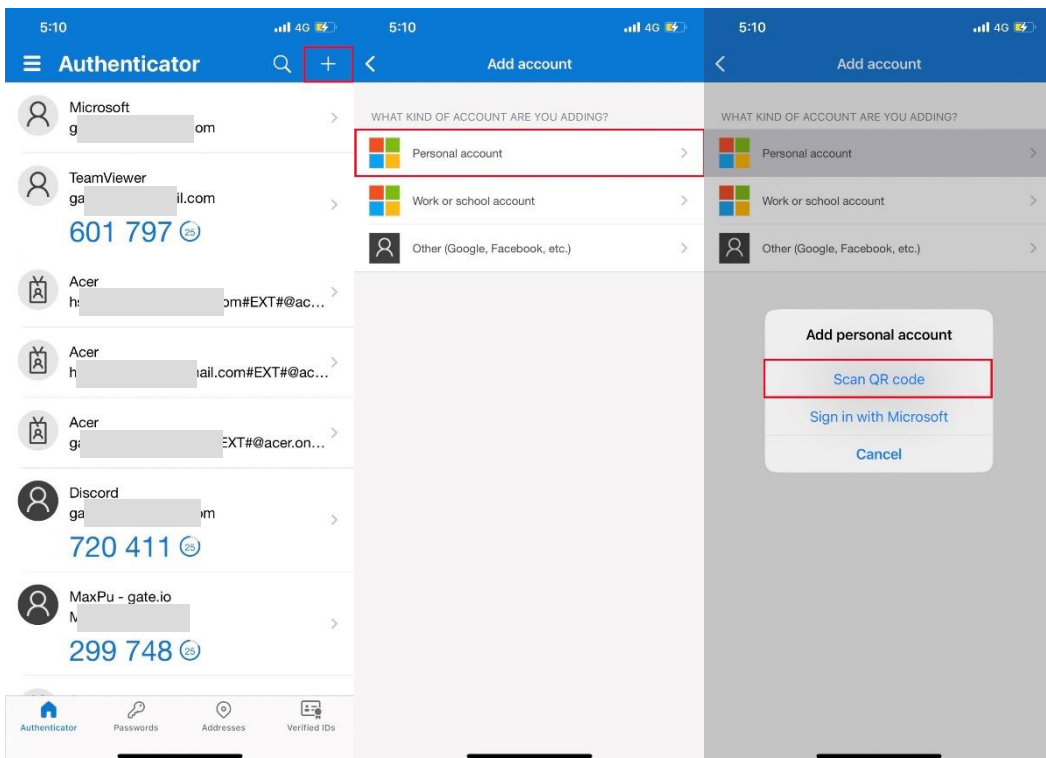 5:10
4G
Authenticator
Microsoft
g om
TeamViewer
ga il.com
601 797 25
Acer
h om#EXT#@ac...
Acer
h ail.com#EXT#@ac...
Acer
ga EXT#@acer.on...
Discord
ga om
720 411 25
MaxPu - gate.io
M
299 748 25
Authenticator
Passwords
Addresses
Verified IDs
5:10
4G
Add account
WHAT KIND OF ACCOUNT ARE YOU ADDING?
Personal account
Work or school account
Other (Google, Facebook, etc.)
5:10
4G
Add account
WHAT KIND OF ACCOUNT ARE YOU ADDING?
Personal account
Work or school account
Other (Google, Facebook, etc.)
Add personal account
Scan QR code
Sign in with Microsoft
Cancel